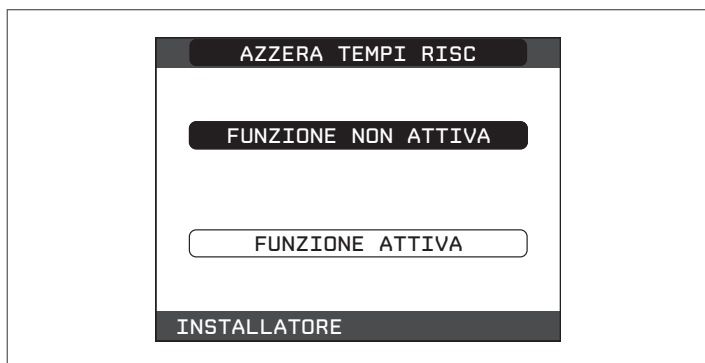 AZZERA TEMPI RISC
FUNZIONE NON ATTIVA
FUNZIONE ATTIVA
INSTALLATORE